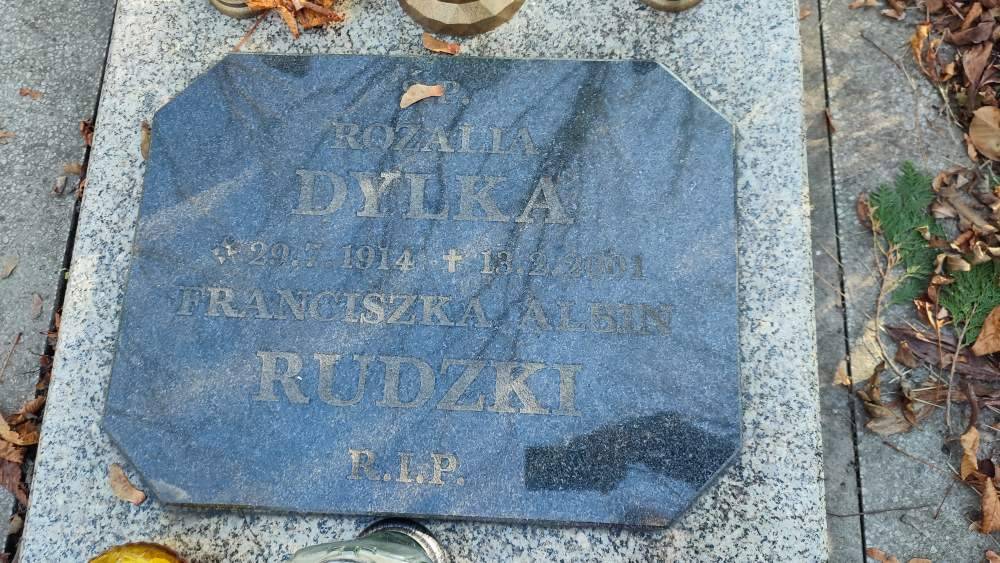 Ś.P.
ROZALIA
DYLKA
* 29.7.1914 † 13.2.2001
FRANCISZKA ALBIN
RUDZKI
R.I.P.